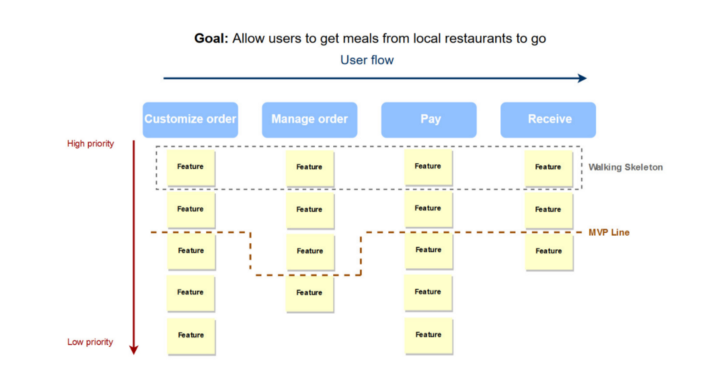 Goal: Allow users to get meals from local restaurants to go
User flow
Customize order Manage order Pay Receive
High priority
Feature Feature Feature Feature Walking Skeleton
Feature Feature Feature Feature
MVP Line
Feature Feature Feature Feature
Feature Feature Feature
Feature Feature
Low priority